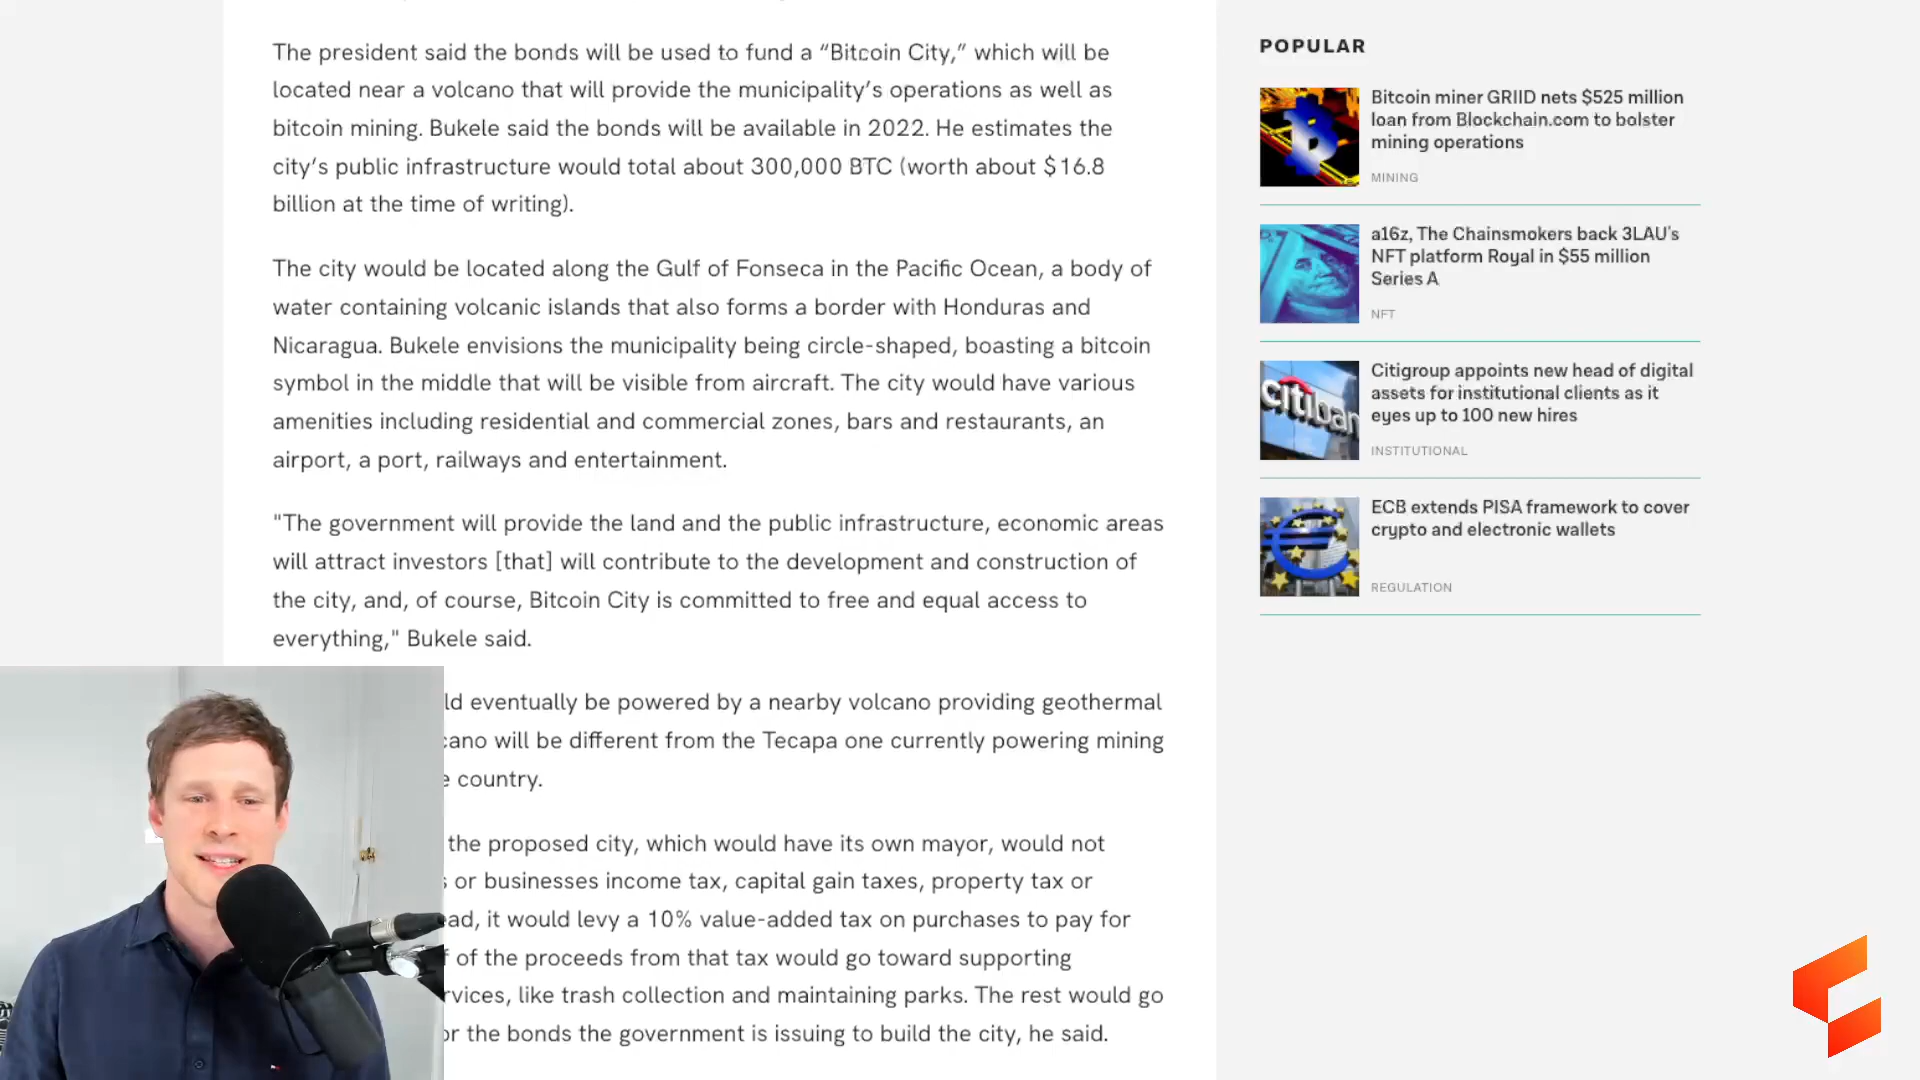 The president said the bonds will be used to fund a “Bitcoin City,” which will be
located near a volcano that will provide the municipality’s operations as well as
bitcoin mining. Bukele said the bonds will be available in 2022. He estimates the
city’s public infrastructure would total about 300,000 BTC (worth about $16.8
billion at the time of writing).
The city would be located along the Gulf of Fonseca in the Pacific Ocean, a body of
water containing volcanic islands that also forms a border with Honduras and
Nicaragua. Bukele envisions the municipality being circle-shaped, boasting a bitcoin
symbol in the middle that will be visible from aircraft. The city would have various
amenities including residential and commercial zones, bars and restaurants, an
airport, a port, railways and entertainment.
"The government will provide the land and the public infrastructure, economic areas
will attract investors [that] will contribute to the development and construction of
the city, and, of course, Bitcoin City is committed to free and equal access to
everything," Bukele said.
eventually be powered by a nearby volcano providing geothermal
will be different from the Tecapa one currently powering mining
country.
the proposed city, which would have its own mayor, would not
or businesses income tax, capital gain taxes, property tax or
it would levy a 10% value-added tax on purchases to pay for
of the proceeds from that tax would go toward supporting
like trash collection and maintaining parks. The rest would go
the bonds the government is issuing to build the city, he said.
POPULAR
Bitcoin miner GRIID nets $525 million
loan from Blockchain.com to bolster
mining operations
MINING
a16z, The Chainsmokers back 3LAU's
NFT platform Royal in $55 million
Series A
NFT
citiban
Citigroup appoints new head of digital
assets for institutional clients as it
eyes up to 100 new hires
INSTITUTIONAL
ECB extends PISA framework to cover
crypto and electronic wallets
REGULATION